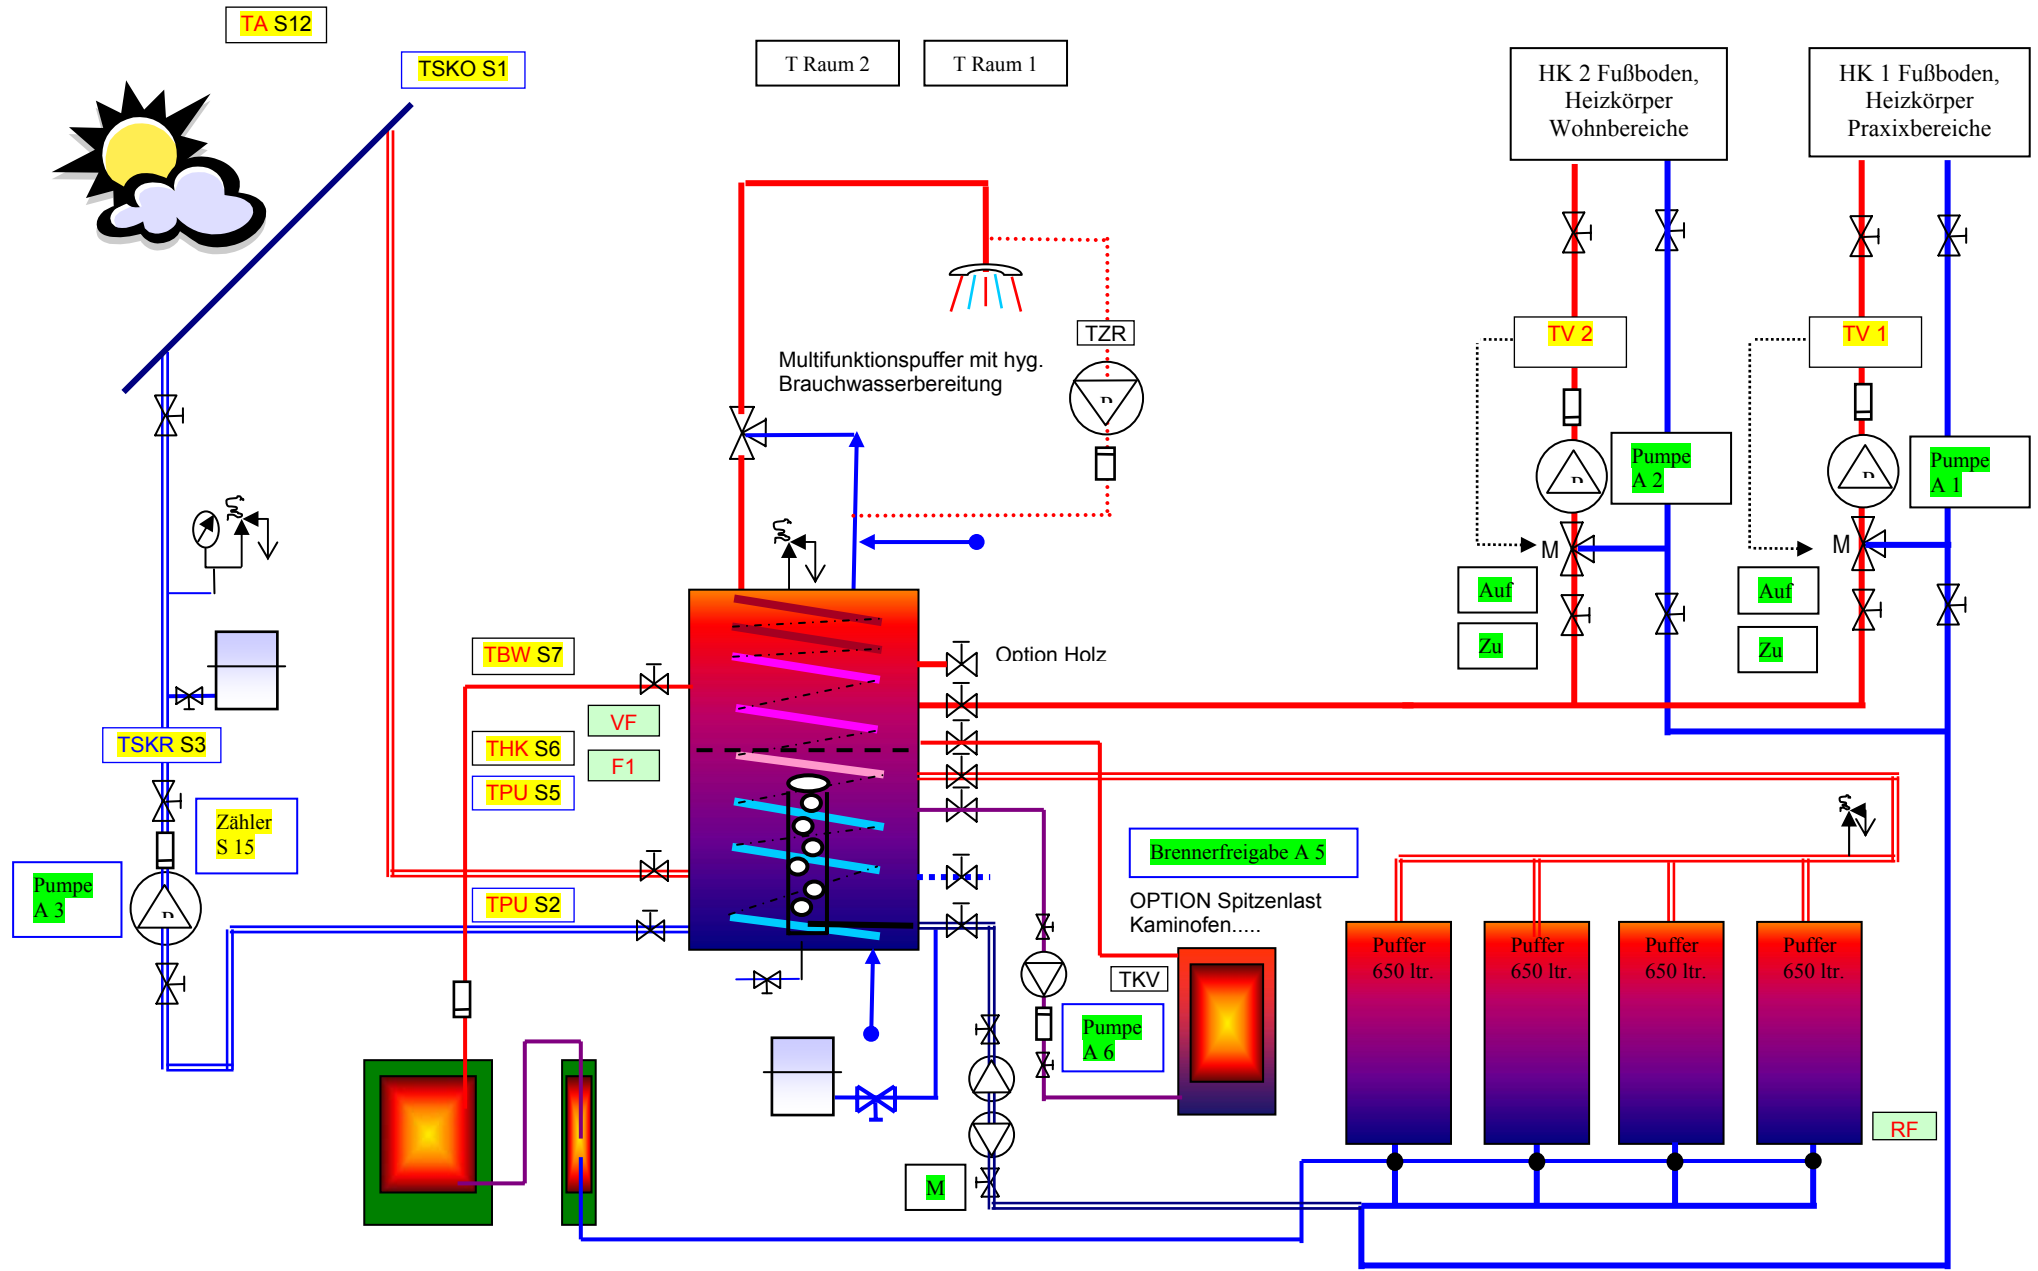 TA S12
TSKO S1
T Raum 2
T Raum 1
HK 2 Fußboden,
Heizkörper
Wohnbereiche
HK 1 Fußboden,
Heizkörper
Praxixbereiche
TZR
TV 2
TV 1
Multifunktionspuffer mit hyg.
Brauchwasserbereitung
Pumpe
A 2
Pumpe
A 1
M
M
Auf
Zu
Auf
Zu
TBW S7
Option Holz
VF
THK S6
F1
TPU S5
TSKR S3
Zähler
S 15
Pumpe
A 3
TPU S2
Brennerfreigabe A 5
OPTION Spitzenlast
Kaminofen.....
TKV
Pumpe
A 6
Puffer
650 ltr.
Puffer
650 ltr.
Puffer
650 ltr.
Puffer
650 ltr.
RF
M